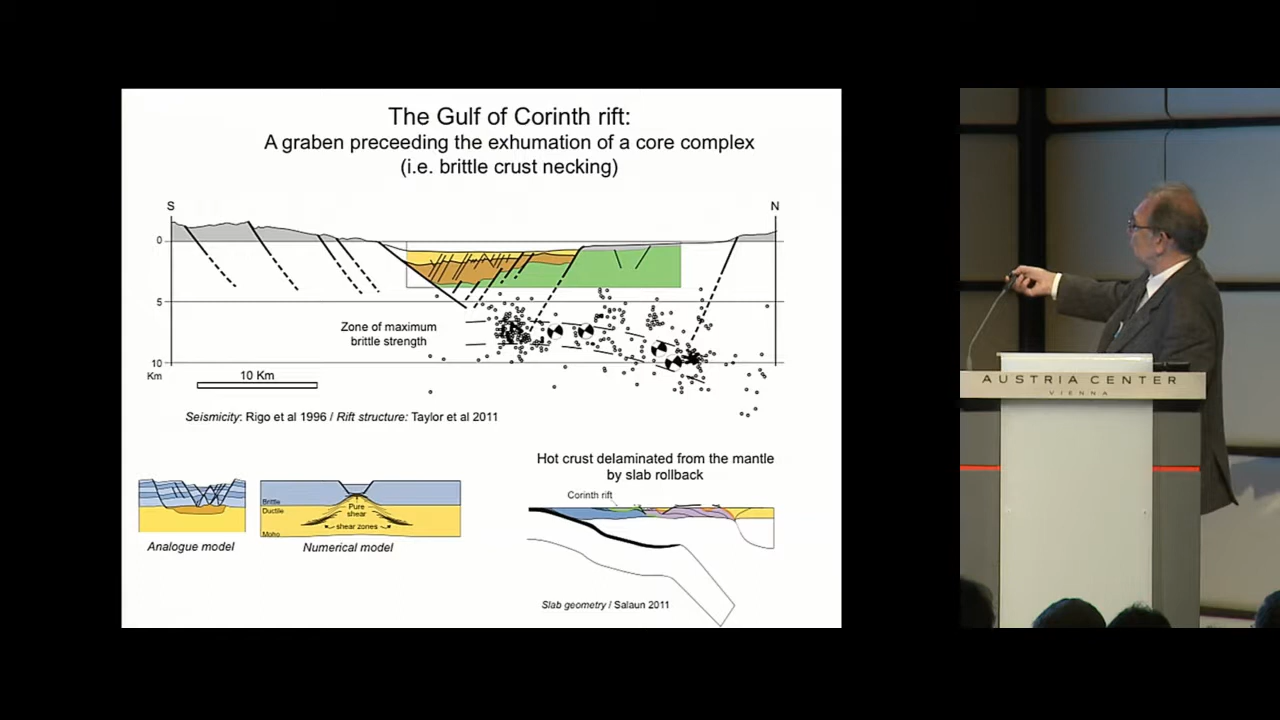 The Gulf of Corinth rift:
A graben preceeding the exhumation of a core complex
(i.e. brittle crust necking)
S
N
0
5
10
Km
Zone of maximum
brittle strength
10 Km
Seismicity: Rigo et al 1996 / Rift structure: Taylor et al 2011
Hot crust delaminated from the mantle
by slab rollback
Corinth rift
Brittle
Ductile
Moho
Pure
shear
shear zones
Analogue model
Numerical model
Slab geometry / Salaun 2011
AUSTRIA CENTER
VIENNA